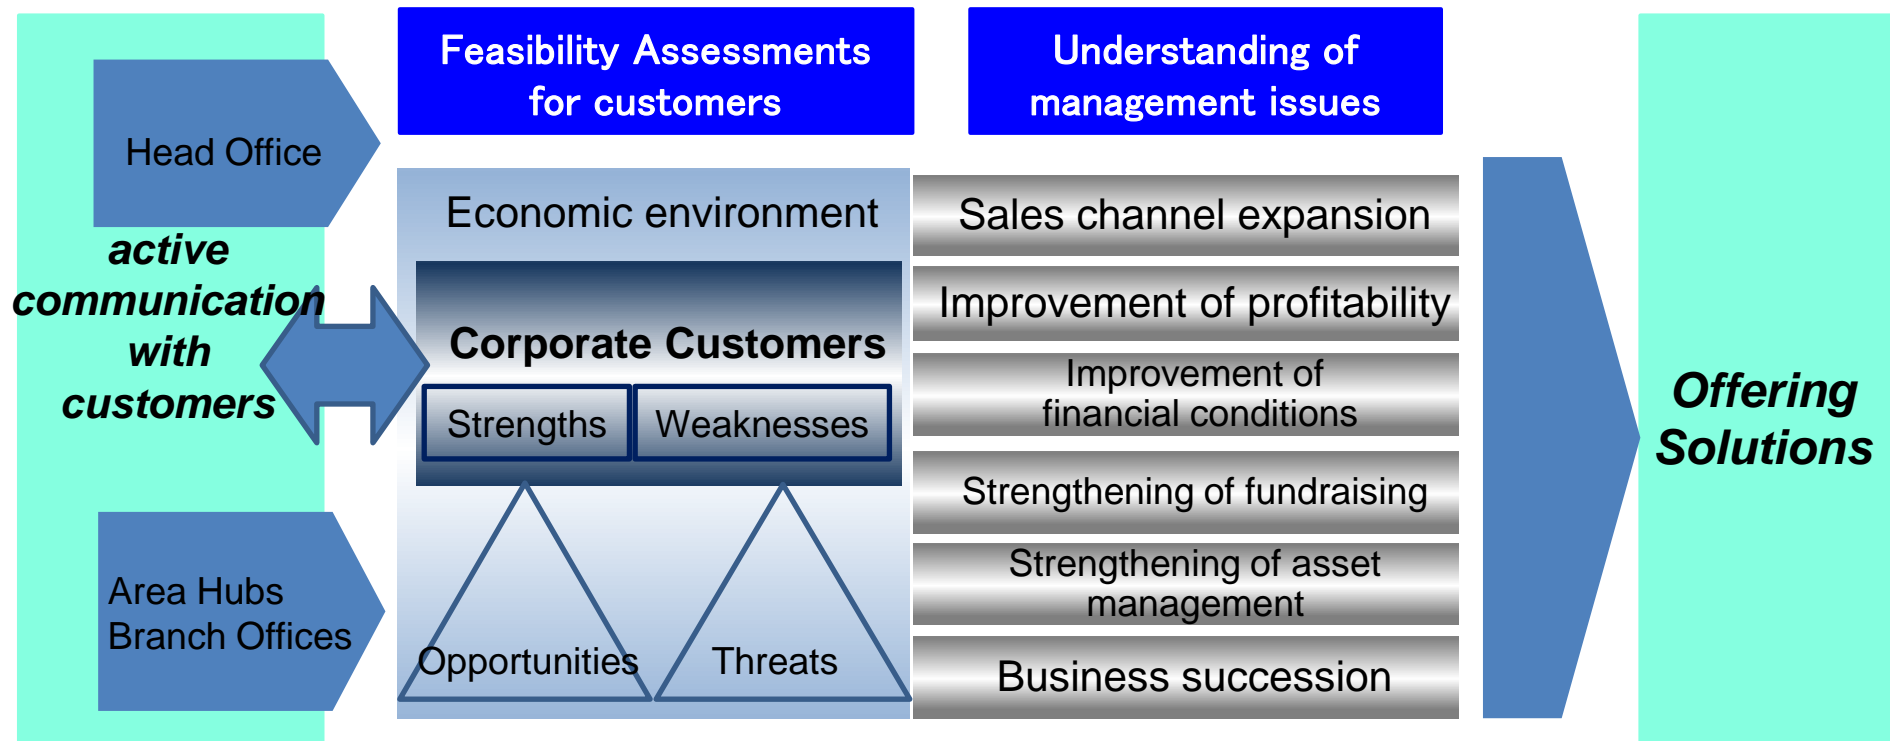 Head Office
active
communication
with
customers
Area Hubs
Branch Offices
Feasibility Assessments
for customers
Economic environment
Corporate Customers
Strengths
Weaknesses
Opportunities
Threats
Understanding of
management issues
Sales channel expansion
Improvement of profitability
Improvement of
financial conditions
Strengthening of fundraising
Strengthening of asset
management
Business succession
Offering
Solutions